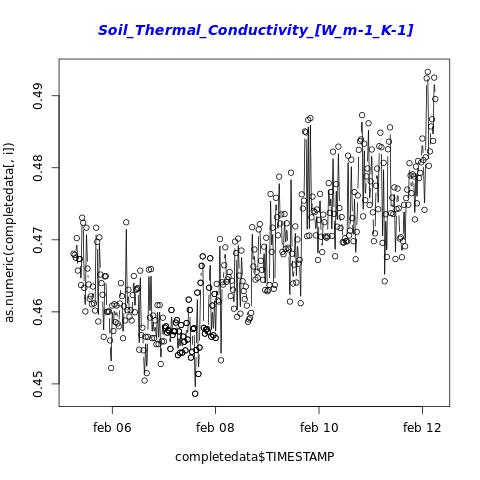 Soil_Thermal_Conductivity_[W_m-1_K-1]
as.numeric(completedata[, i])
0.49
0.48
0.47
0.46
0.45
feb 06 feb 08 feb 10 feb 12
completedata$TIMESTAMP